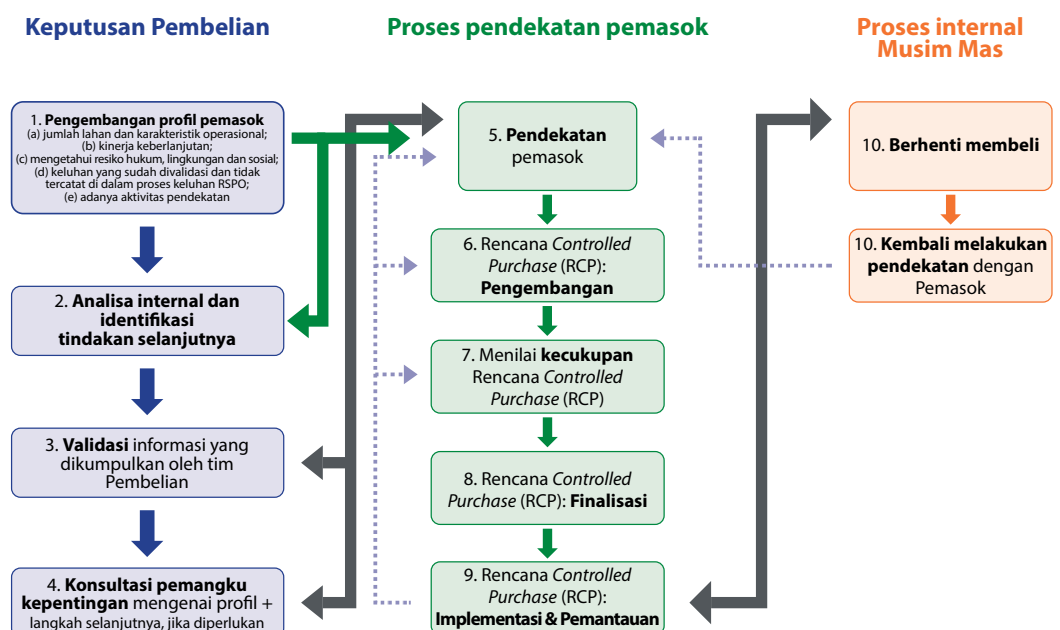 Keputusan Pembelian
1. Pengembangan profil pemasok
(a) jumlah lahan dan karakteristik operasional;
(b) kinerja keberlanjutan;
(c) mengetahui resiko hukum, lingkungan dan sosial;
(d) keluhan yang sudah divalidasi dan tidak
tercatat di dalam proses keluhan RSPO;
(e) adanya aktivitas pendekatan
2. Analisa internal dan
identifikasi
tindakan selanjutnya
3. Validasi informasi yang
dikumpulkan oleh tim
Pembelian
4. Konsultasi pemangku
kepentingan mengenai profil +
langkah selanjutnya, jika diperlukan
Proses pendekatan pemasok
5. Pendekatan
pemasok
6. Rencana Controlled
Purchase (RCP):
Pengembangan
7. Menilai kecukupan
Rencana Controlled
Purchase (RCP)
8. Rencana Controlled
Purchase (RCP): Finalisasi
9. Rencana Controlled
Purchase (RCP):
Implementasi & Pemantauan
Proses internal
Musim Mas
10. Berhenti membeli
10. Kembali melakukan
pendekatan dengan
Pemasok